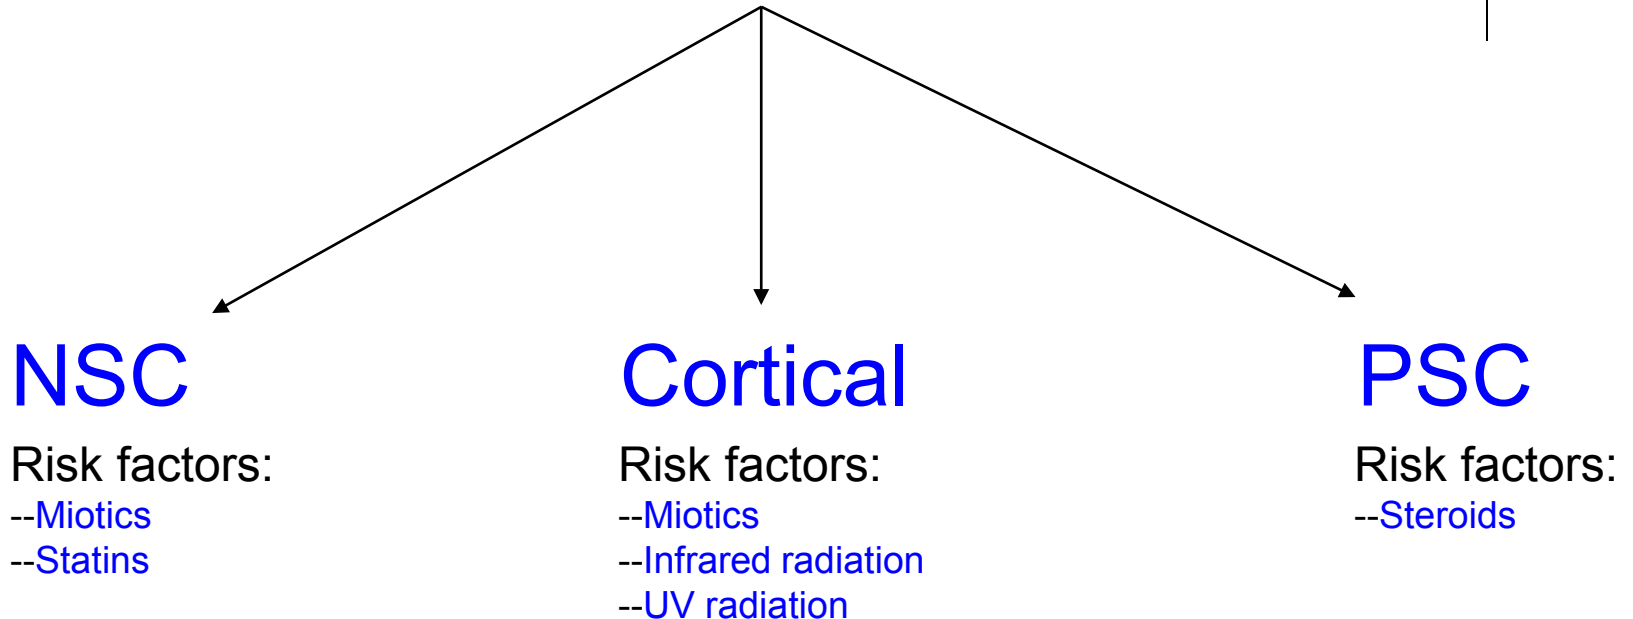 NSC
Risk factors:
--Miotics
--Statins
Cortical
Risk factors:
--Miotics
--Infrared radiation
--UV radiation
PSC
Risk factors:
--Steroids